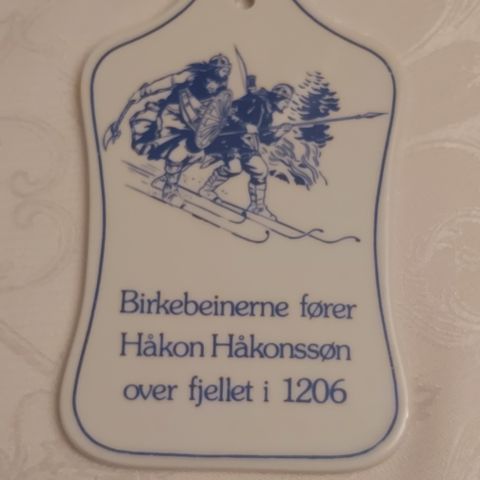 Birkebeinerne fører
Håkon Håkonssøn
over fjellet i 1206